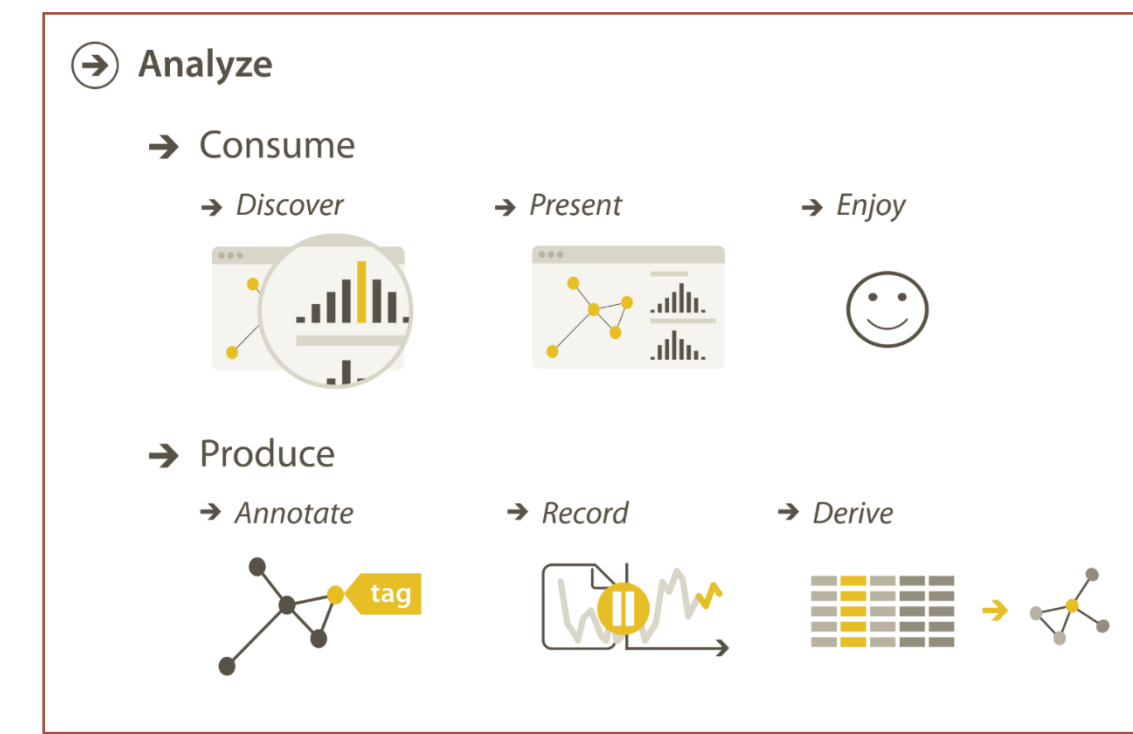 Analyze
Consume
Discover
Present
Enjoy
Produce
Annotate
Record
Derive
tag